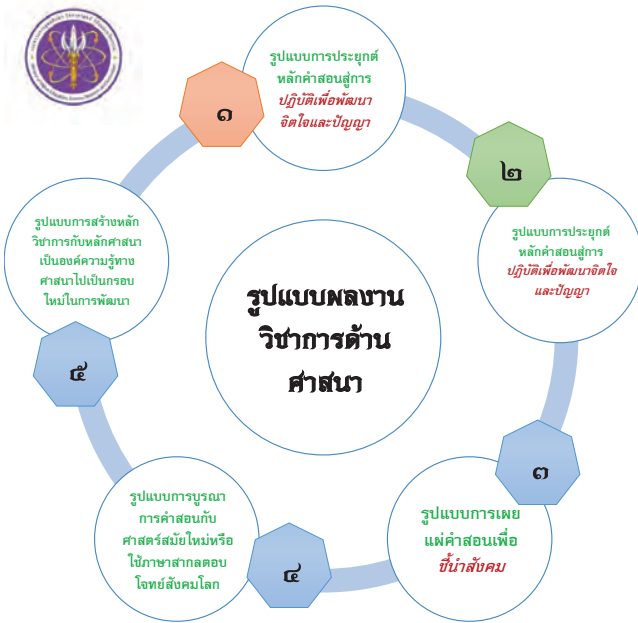 ๑
รูปแบบการประยุกต์
หลักคำสอนสู่การ
ปฏิบัติเพื่อพัฒนา
จิตใจและปัญญา
๒
รูปแบบการประยุกต์
หลักคำสอนสู่การ
ปฏิบัติเพื่อพัฒนาจิตใจ
และปัญญา
๓
รูปแบบการเผย
แผ่คำสอนเพื่อ
ชี้นำสังคม
๔
รูปแบบการบูรณา
การคำสอนกับ
ศาสตร์สมัยใหม่หรือ
ใช้ภาษาสากลตอบ
โจทย์สังคมโลก
๕
รูปแบบการสร้างหลัก
วิชาการกับหลักศาสนา
เป็นองค์ความรู้ทาง
ศาสนาไปเป็นกรอบ
ใหม่ในการพัฒนา
รูปแบบผลงาน
วิชาการด้าน
ศาสนา